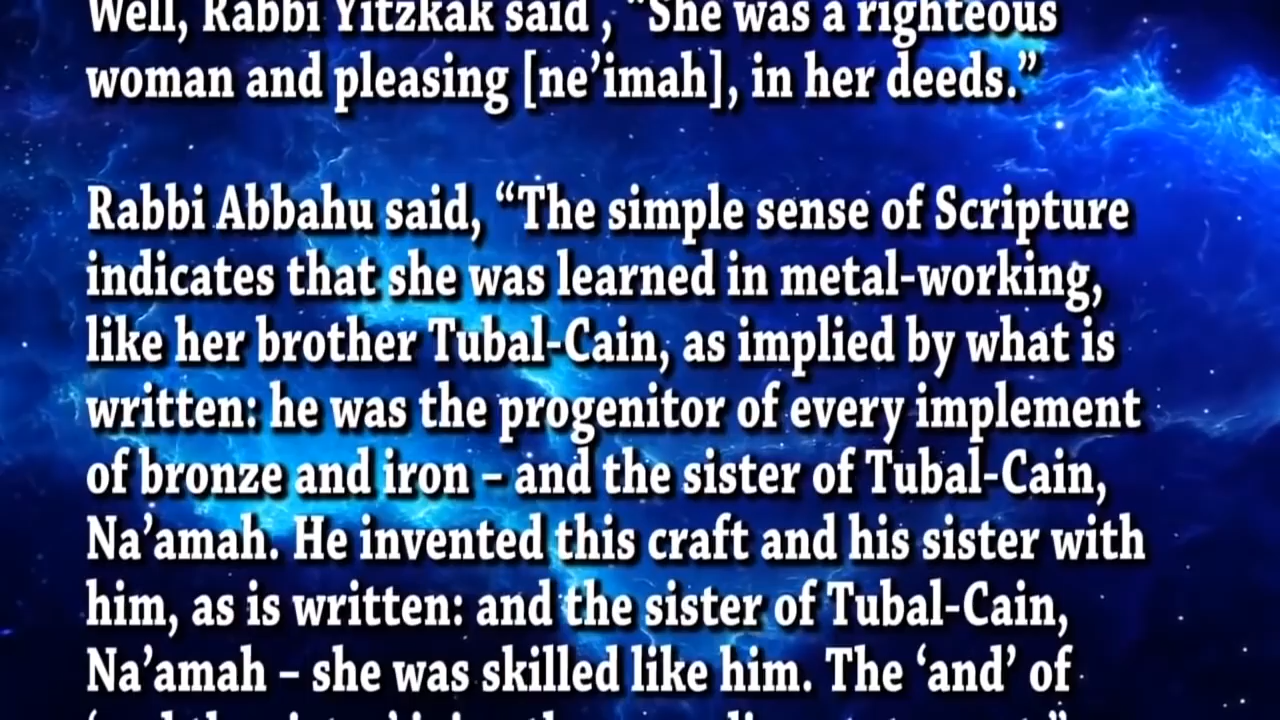 Well, Rabbi Yitzkak said , “She was a righteous
woman and pleasing [ne’imah], in her deeds.”
Rabbi Abbahu said, “The simple sense of Scripture
indicates that she was learned in metal-working,
like her brother Tubal-Cain, as implied by what is
written: he was the progenitor of every implement
of bronze and iron – and the sister of Tubal-Cain,
Na’amah. He invented this craft and his sister with
him, as is written: and the sister of Tubal-Cain,
Na’amah – she was skilled like him. The ‘and’ of